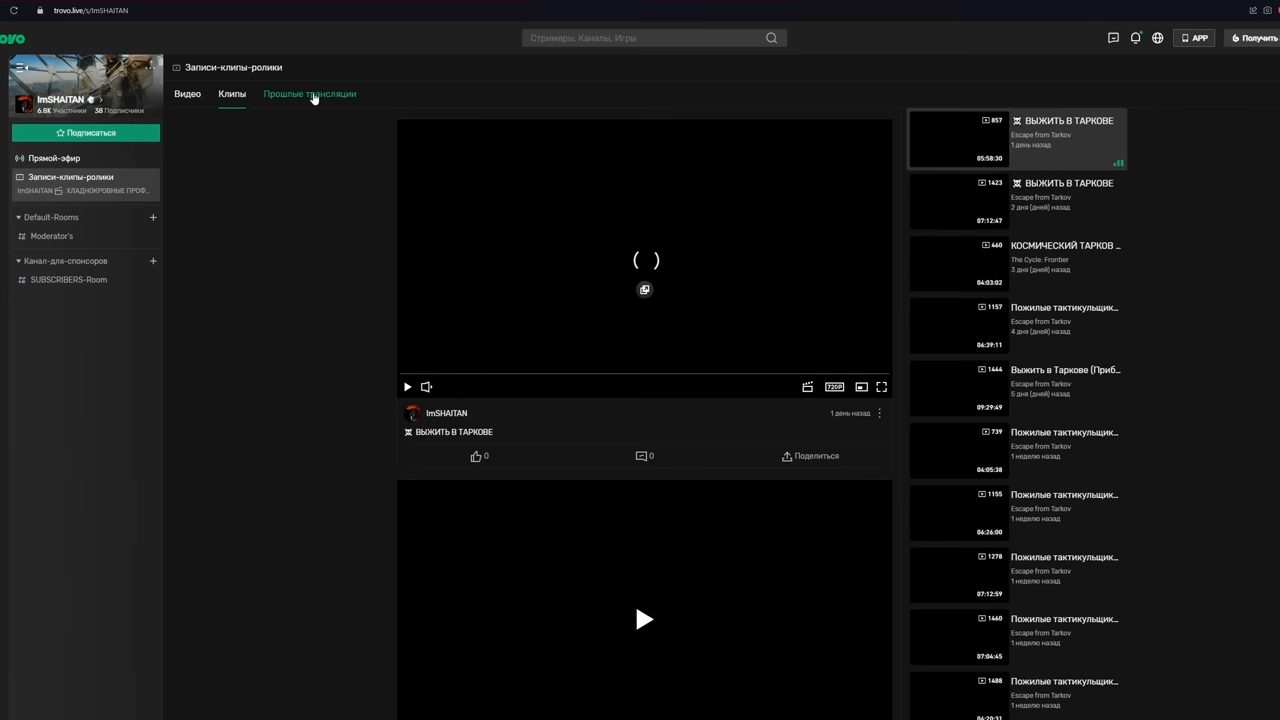 trovo.live/s/ImSHAITAN
ovo
Стримеры, Каналы, Игры
APP
Получить
ImSHAITAN
6.8K Участники 38 Подписчики
Подписаться
Прямой-эфир
Записи-клипы-ролики
ImSHAITAN ХЛАДНОКРОВНЫЕ ПРОФ...
Default-Rooms
Moderator's
Канал-для-спонсоров
SUBSCRIBERS-Room
Записи-клипы-ролики
Видео Клипы Прошлые трансляции
720P
ImSHAITAN
1 день назад
ВЫЖИТЬ В ТАРКОВЕ
0 0 Поделиться
857
05:58:30
ВЫЖИТЬ В ТАРКОВЕ
Escape from Tarkov
1 день назад
1423
07:12:47
ВЫЖИТЬ В ТАРКОВЕ
Escape from Tarkov
2 дня (дней) назад
460
04:03:02
КОСМИЧЕСКИЙ ТАРКОВ ...
The Cycle: Frontier
3 дня (дней) назад
1157
06:39:11
Пожилые тактикульщик...
Escape from Tarkov
4 дня (дней) назад
1444
09:29:49
Выжить в Таркове (Приб...
Escape from Tarkov
5 дня (дней) назад
739
04:05:38
Пожилые тактикульщик...
Escape from Tarkov
1 неделю назад
1155
06:26:00
Пожилые тактикульщик...
Escape from Tarkov
1 неделю назад
1278
07:12:59
Пожилые тактикульщик...
Escape from Tarkov
1 неделю назад
1460
07:04:45
Пожилые тактикульщик...
Escape from Tarkov
1 неделю назад
1488
06:20:31
Пожилые тактикульщик...
Escape from Tarkov
1 неделю назад